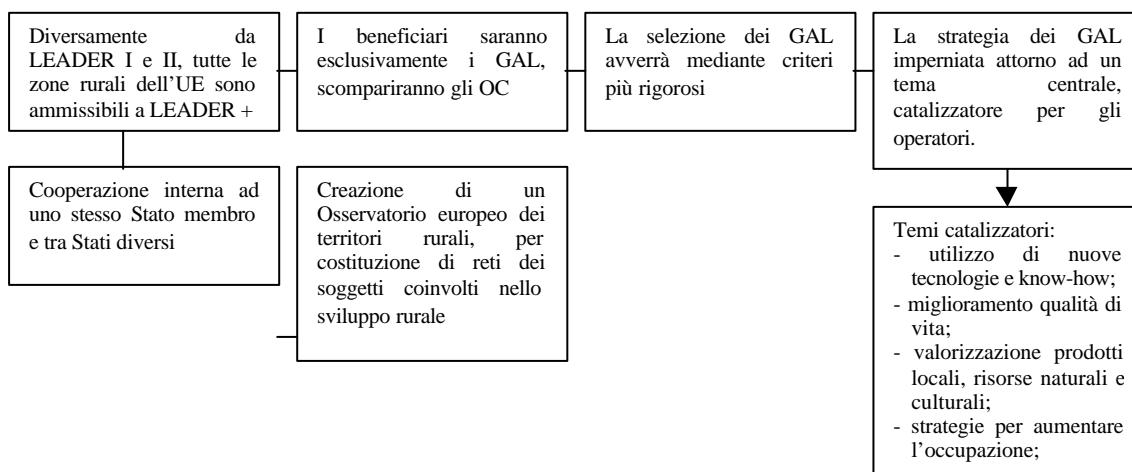 Diversamente da
LEADER I e II, tutte le
zone rurali dell'UE sono
ammissibili a LEADER +
I beneficiari saranno
esclusivamente i GAL,
scompariranno gli OC
La selezione dei GAL
avverrà mediante criteri
più rigorosi
La strategia dei GAL
imperniata attorno ad un
tema centrale,
catalizzatore per gli
operatori.
Cooperazione interna ad
uno stesso Stato membro
e tra Stati diversi
Creazione di un
Osservatorio europeo dei
territori rurali, per
costituzione di reti dei
soggetti coinvolti nello
sviluppo rurale
Temi catalizzatori:
- utilizzo di nuove
tecnologie e know-how;
- miglioramento qualità di
vita;
- valorizzazione prodotti
locali, risorse naturali e
culturali;
- strategie per aumentare
l'occupazione;